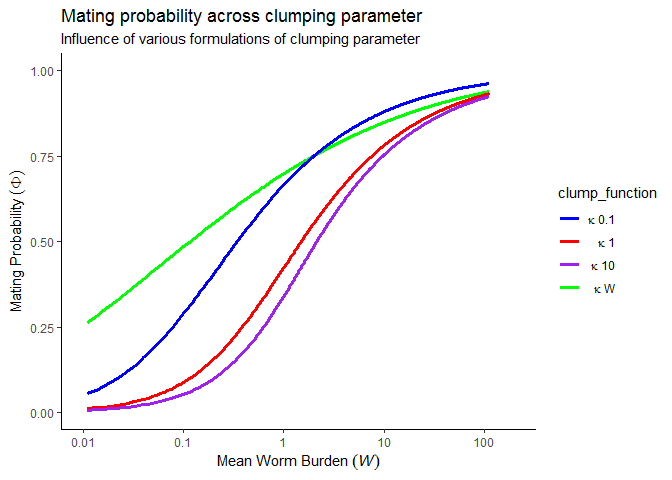 Mating probability across clumping parameter
Influence of various formulations of clumping parameter
Mating Probability (Φ)
1.00
0.75
0.50
0.25
0.00
0.01
0.1
1
10
100
Mean Worm Burden (W)
clump_function
κ 0.1
κ 1
κ 10
κ W